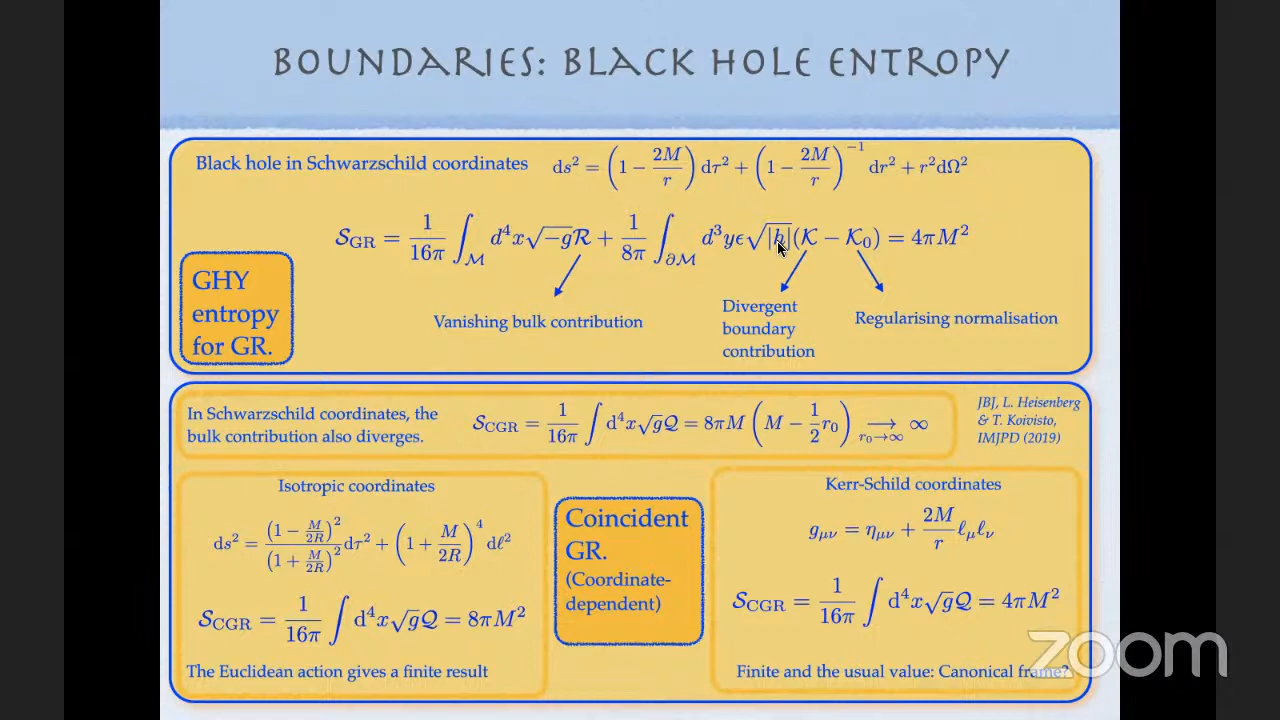 BOUNDARIES: BLACK HOLE ENTROPY
Black hole in Schwarzschild coordinates ds² = (1 − 2M/r) dτ² + (1 − 2M/r)⁻¹ dr² + r²dΩ²
𝒮_GR = 1/16π ∫_ℳ d⁴x√−g ℛ + 1/8π ∫_∂ℳ d³yε√|h|(𝒦 − 𝒦₀) = 4πM²
GHY
entropy
for GR.
Vanishing bulk contribution
Divergent
boundary
contribution
Regularising normalisation
In Schwarzschild coordinates, the
bulk contribution also diverges.
𝒮_CGR = 1/16π ∫ d⁴x√g 𝒬 = 8πM (M − 1/2 r₀) ⟶_{r₀→∞} ∞
JBJ, L. Heisenberg
& T. Koivisto,
IMJPD (2019)
Isotropic coordinates
ds² = (1 − M/2R)²/(1 + M/2R)² dτ² + (1 + M/2R)⁴ dℓ²
𝒮_CGR = 1/16π ∫ d⁴x√g 𝒬 = 8πM²
The Euclidean action gives a finite result
Coincident
GR.
(Coordinate-
dependent)
Kerr-Schild coordinates
g_μν = η_μν + 2M/r ℓ_μℓ_ν
𝒮_CGR = 1/16π ∫ d⁴x√g 𝒬 = 4πM²
Finite and the usual value: Canonical frame?
zoom